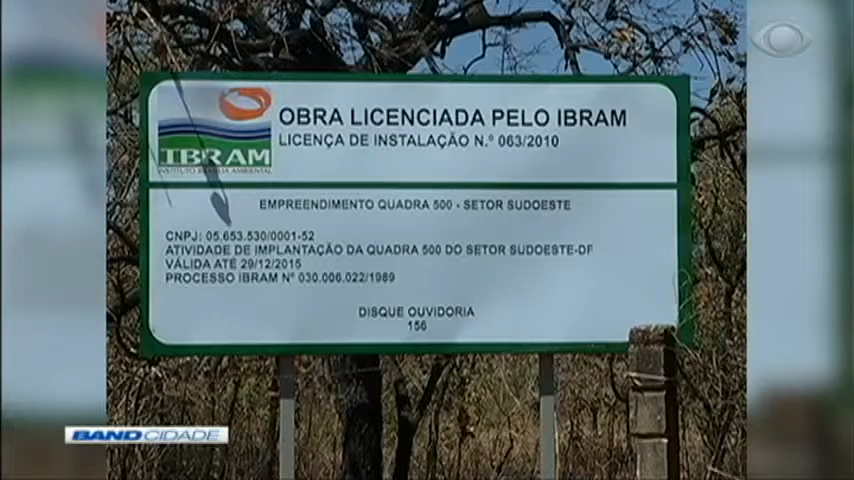 OBRA LICENCIADA PELO IBRAM
LICENÇA DE INSTALAÇÃO N.º 063/2010
IBRAM
INSTITUTO BRASÍLIA AMBIENTAL
EMPREENDIMENTO QUADRA 500 - SETOR SUDOESTE
CNPJ: 05.653.530/0001-52
ATIVIDADE DE IMPLANTAÇÃO DA QUADRA 500 DO SETOR SUDOESTE-DF
VÁLIDA ATÉ 29/12/2015
PROCESSO IBRAM Nº 030.006.022/1989
DISQUE OUVIDORIA
156
BAND CIDADE